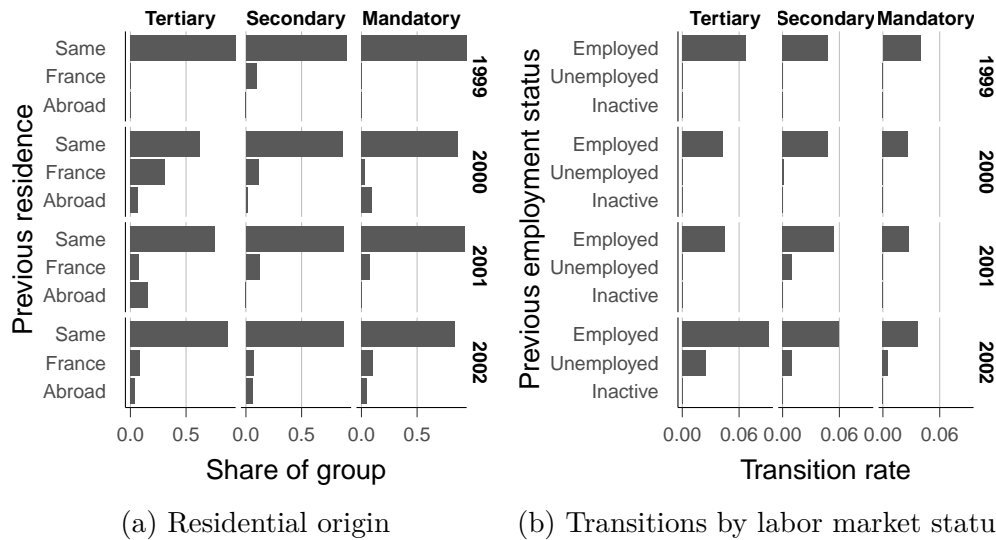 Tertiary Secondary Mandatory
Same
France
Abroad
1999
Same
France
Abroad
2000
Same
France
Abroad
2001
Same
France
Abroad
2002
Previous residence
0.0 0.5 0.0 0.5 0.0 0.5
Share of group
(a) Residential origin
Tertiary Secondary Mandatory
Employed
Unemployed
Inactive
1999
Employed
Unemployed
Inactive
2000
Employed
Unemployed
Inactive
2001
Employed
Unemployed
Inactive
2002
Previous employment status
0.00 0.06 0.00 0.06 0.00 0.06
Transition rate
(b) Transitions by labor market statu